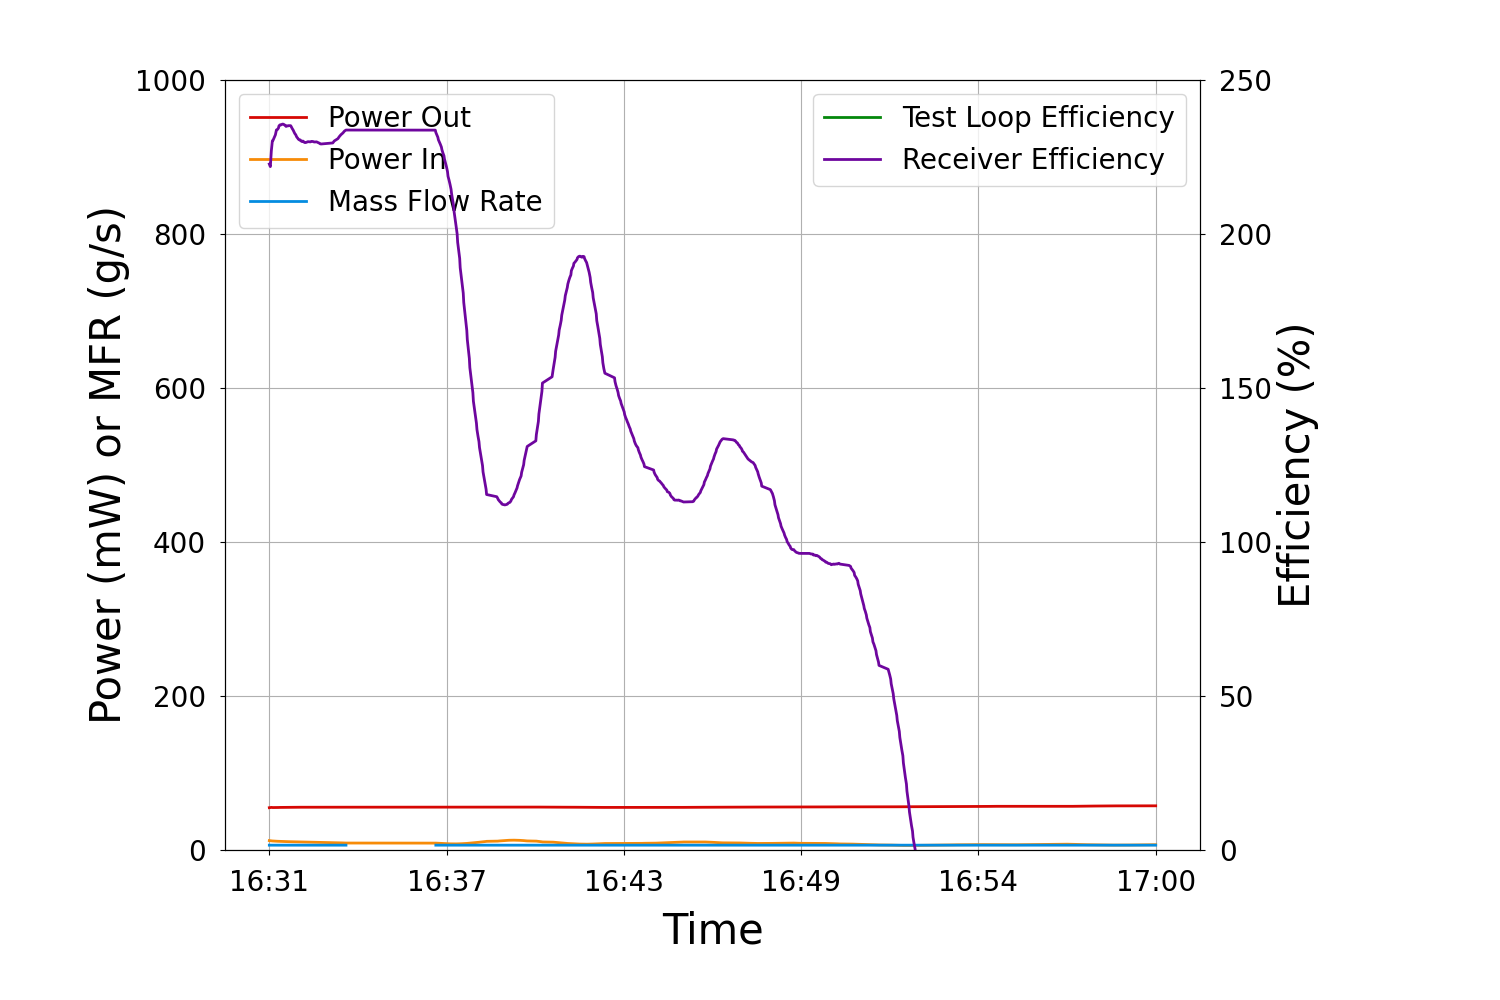 1000
800
600
400
200
0
Power (mW) or MFR (g/s)
Power Out
Power In
Mass Flow Rate
Test Loop Efficiency
Receiver Efficiency
250
200
150
100
50
0
Efficiency (%)
16:31 16:37 16:43 16:49 16:54 17:00
Time